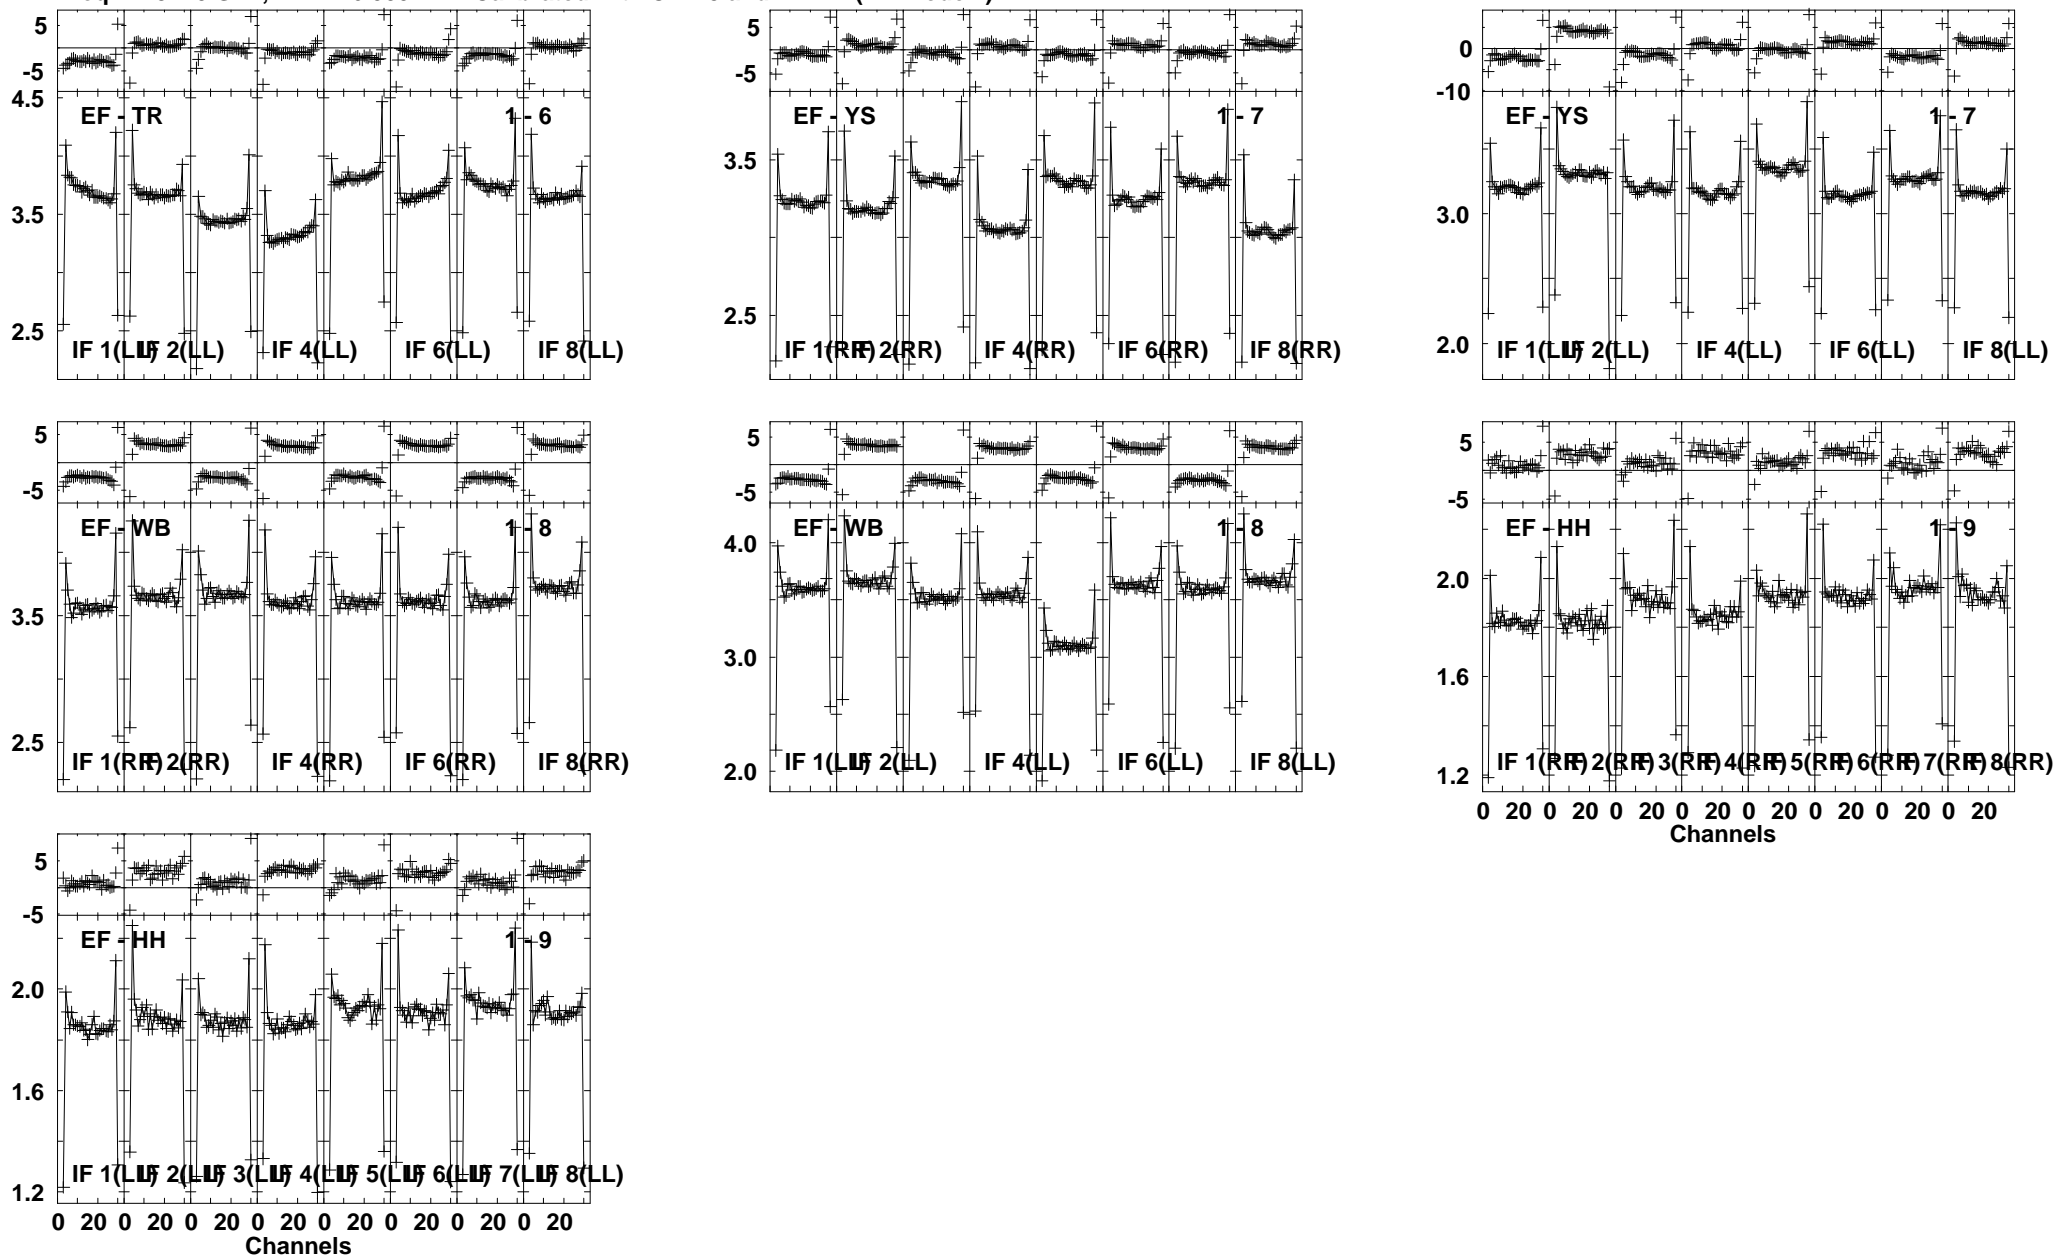 5
-5
4.5
EF - TR 1 - 6
3.5
2.5
IF 1(LL) IF 2(LL) IF 4(LL) IF 6(LL) IF 8(LL)
5
-5
EF - YS 1 - 7
3.5
2.5
IF 1(RR) IF 2(RR) IF 4(RR) IF 6(RR) IF 8(RR)
0
-10
EF - YS 1 - 7
3.0
2.0
IF 1(LL) IF 2(LL) IF 4(LL) IF 6(LL) IF 8(LL)
5
-5
EF - WB 1 - 8
3.5
2.5
IF 1(RR) IF 2(RR) IF 4(RR) IF 6(RR) IF 8(RR)
5
-5
EF - WB 1 - 8
4.0
3.0
2.0
IF 1(LL) IF 2(LL) IF 4(LL) IF 6(LL) IF 8(LL)
5
-5
EF - HH 1 - 9
2.0
1.6
1.2
IF 1(RR) IF 2(RR) IF 3(RR) IF 4(RR) IF 5(RR) IF 6(RR) IF 7(RR) IF 8(RR)
0 20 0 20 0 20 0 20 0 20 0 20 0 20 0 20
Channels
5
-5
EF - HH 1 - 9
2.0
1.6
1.2
IF 1(LL) IF 2(LL) IF 3(LL) IF 4(LL) IF 5(LL) IF 6(LL) IF 7(LL) IF 8(LL)
0 20 0 20 0 20 0 20 0 20 0 20 0 20 0 20
Channels